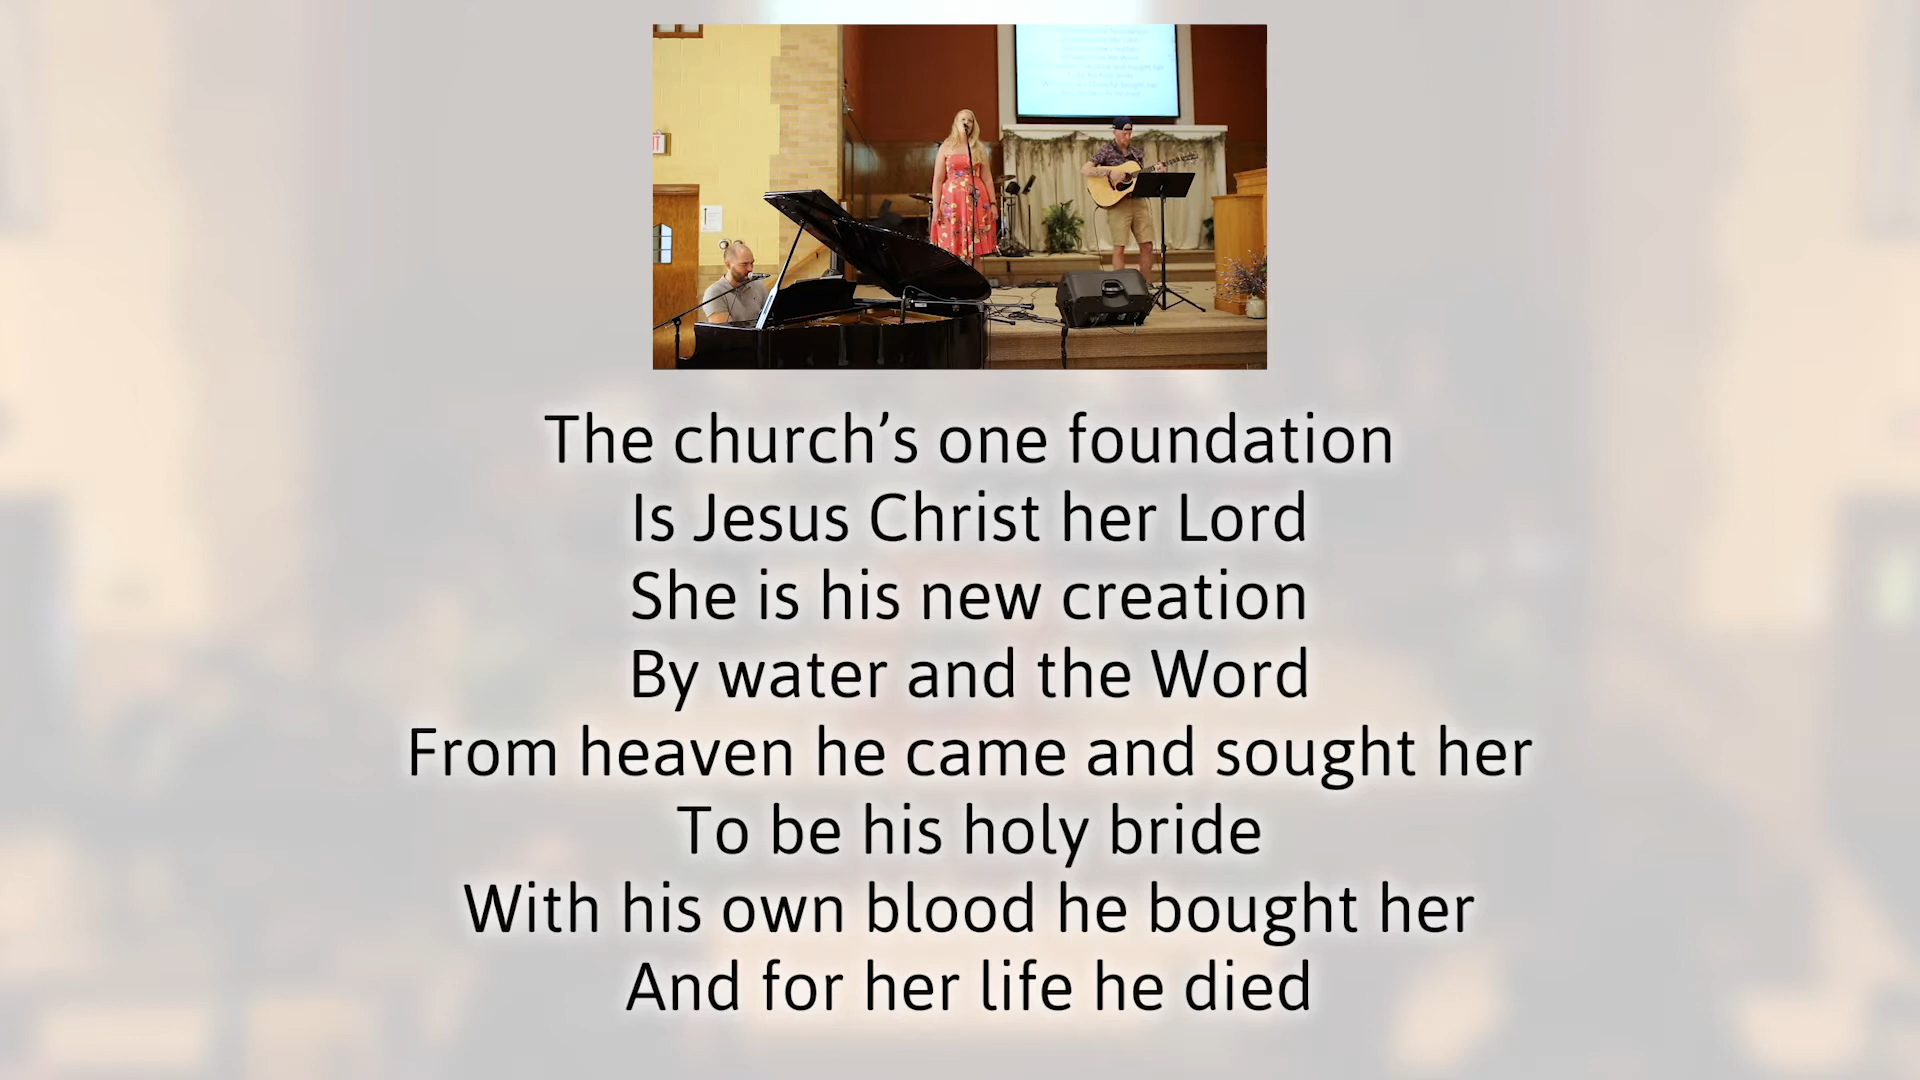 The church’s one foundation
Is Jesus Christ her Lord
She is his new creation
By water and the Word
From heaven he came and sought her
To be his holy bride
With his own blood he bought her
And for her life he died